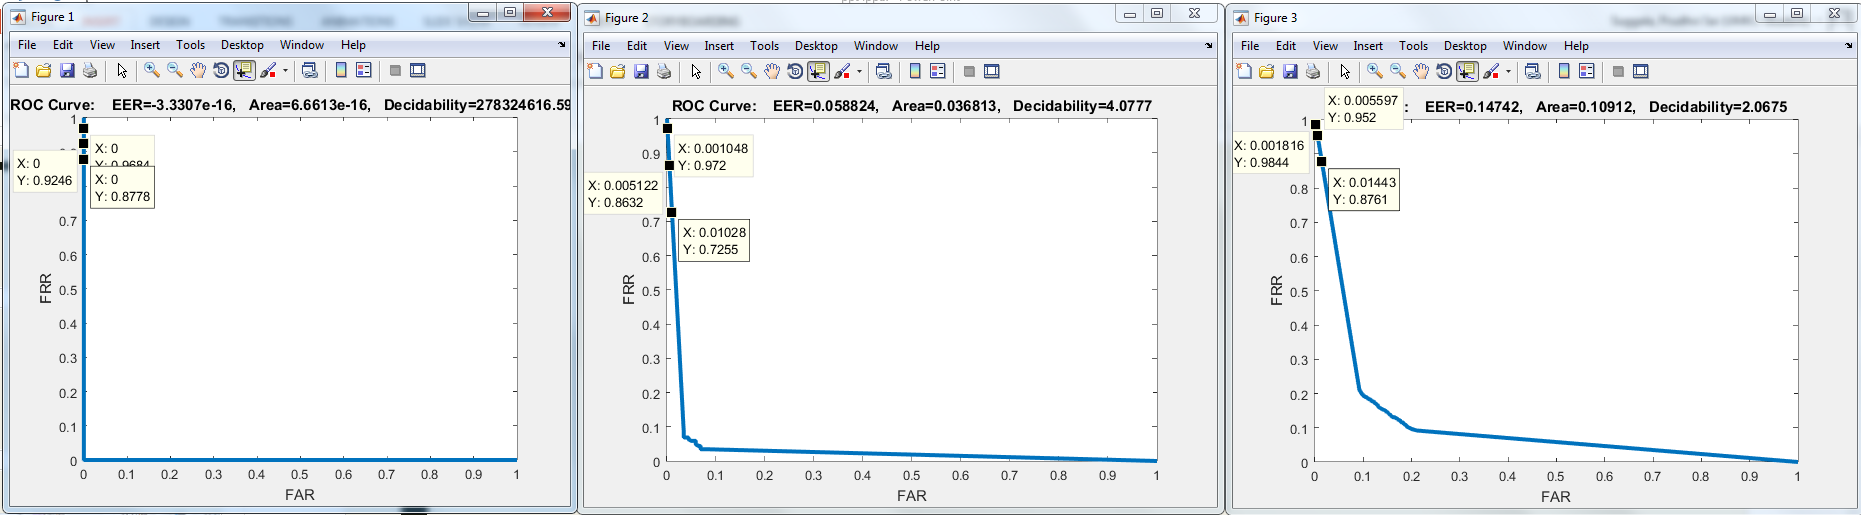 Figure 1
File Edit View Insert Tools Desktop Window Help
ROC Curve: EER=-3.3307e-16, Area=6.6613e-16, Decidability=278324616.59
1
X: 0
Y: 0.9684
X: 0
Y: 0.9246
X: 0
Y: 0.8778
0.7
0.6
0.5
0.4
0.3
0.2
0.1
0
FRR
0 0.1 0.2 0.3 0.4 0.5 0.6 0.7 0.8 0.9 1
FAR
Figure 2
File Edit View Insert Tools Desktop Window Help
ROC Curve: EER=0.058824, Area=0.036813, Decidability=4.0777
1
0.9
X: 0.001048
Y: 0.972
X: 0.005122
Y: 0.8632
X: 0.01028
Y: 0.7255
0.7
0.6
0.5
0.4
0.3
0.2
0.1
0
FRR
0 0.1 0.2 0.3 0.4 0.5 0.6 0.7 0.8 0.9 1
FAR
Figure 3
File Edit View Insert Tools Desktop Window Help
: EER=0.14742, Area=0.10912, Decidability=2.0675
X: 0.005597
Y: 0.952
1
X: 0.001816
Y: 0.9844
X: 0.01443
Y: 0.8761
0.8
0.7
0.6
0.5
0.4
0.3
0.2
0.1
0
FRR
0 0.1 0.2 0.3 0.4 0.5 0.6 0.7 0.8 0.9 1
FAR